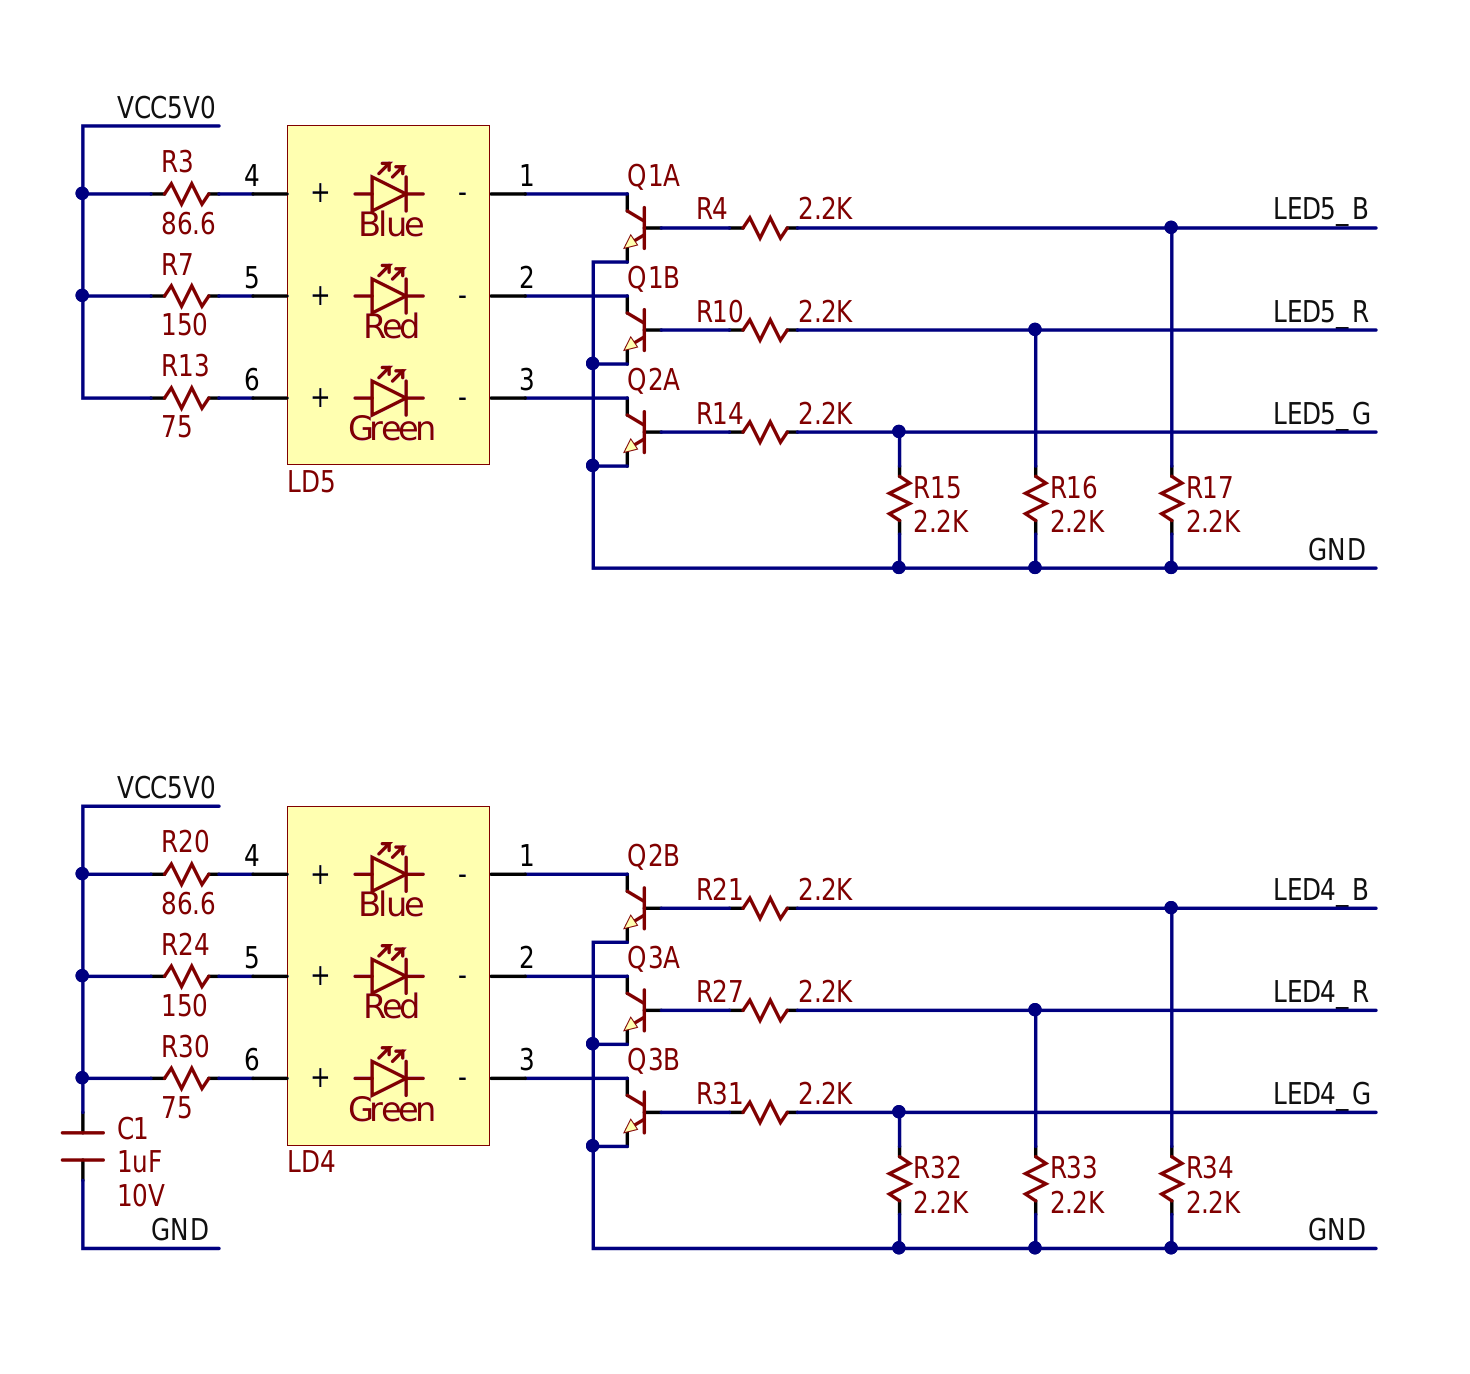 VCC5V0
R3 4 + - 1 Q1A
86.6 Blue R4 2.2K LED5_B
R7 5 + - 2 Q1B
150 Red R10 2.2K LED5_R
R13 6 + - 3 Q2A
75 Green R14 2.2K LED5_G
LD5 R15 R16 R17
2.2K 2.2K 2.2K
GND
VCC5V0
R20 4 + - 1 Q2B
86.6 Blue R21 2.2K LED4_B
R24 5 + - 2 Q3A
150 Red R27 2.2K LED4_R
R30 6 + - 3 Q3B
75 Green R31 2.2K LED4_G
C1
1uF LD4 R32 R33 R34
10V 2.2K 2.2K 2.2K
GND GND